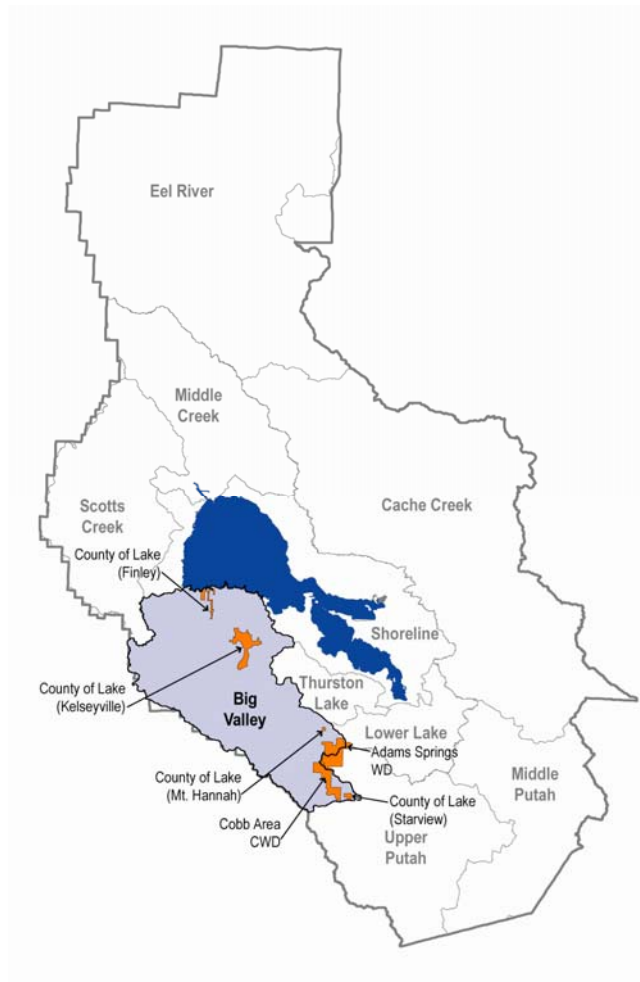 Eel River
Middle
Creek
Scotts
Creek
Cache Creek
County of Lake
(Finley)
Shoreline
County of Lake
(Kelseyville)
Thurston
Lake
Big
Valley
Lower Lake
Adams Springs
WD
Middle
Putah
County of Lake
(Mt. Hannah)
County of Lake
(Starview)
Cobb Area
CWD
Upper
Putah